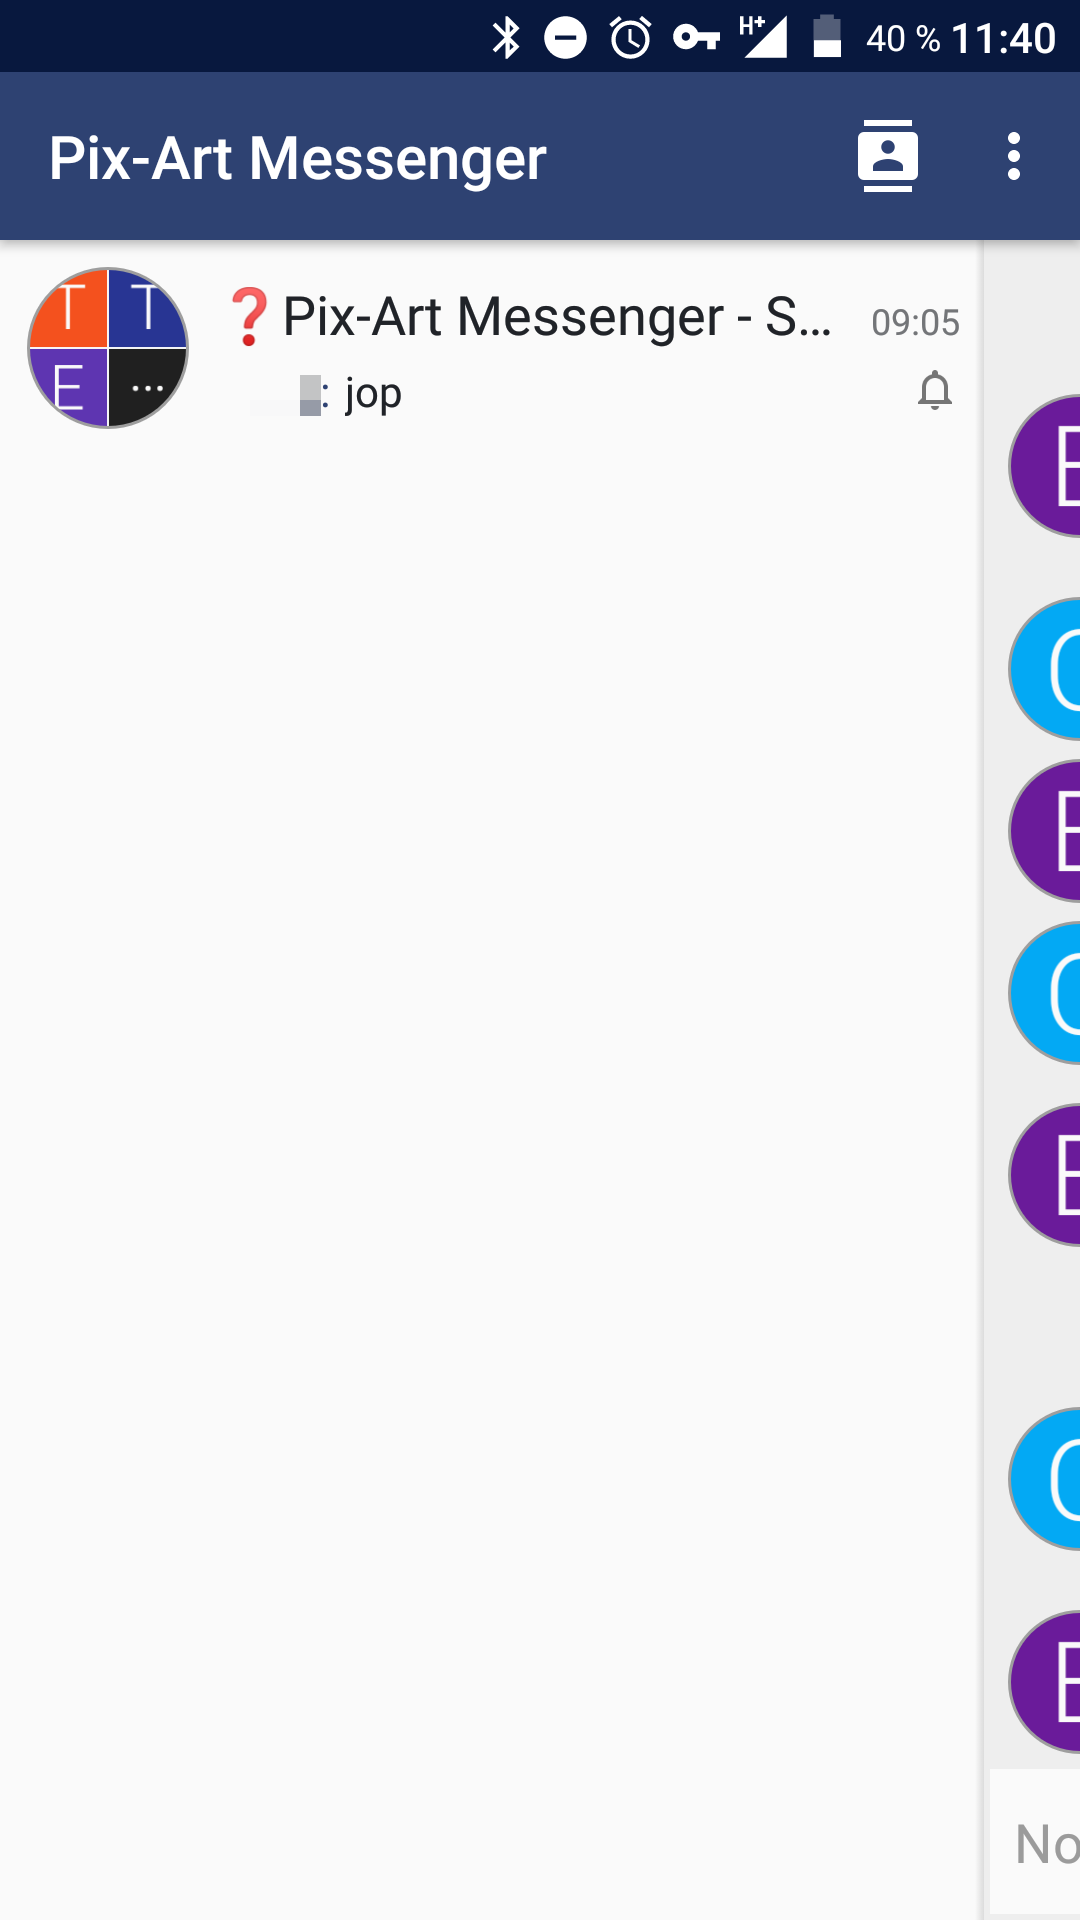 H+ 40 % 11:40
Pix-Art Messenger
T T
E ...
❓Pix-Art Messenger - S... 09:05
: jop
E
E
E
E
No